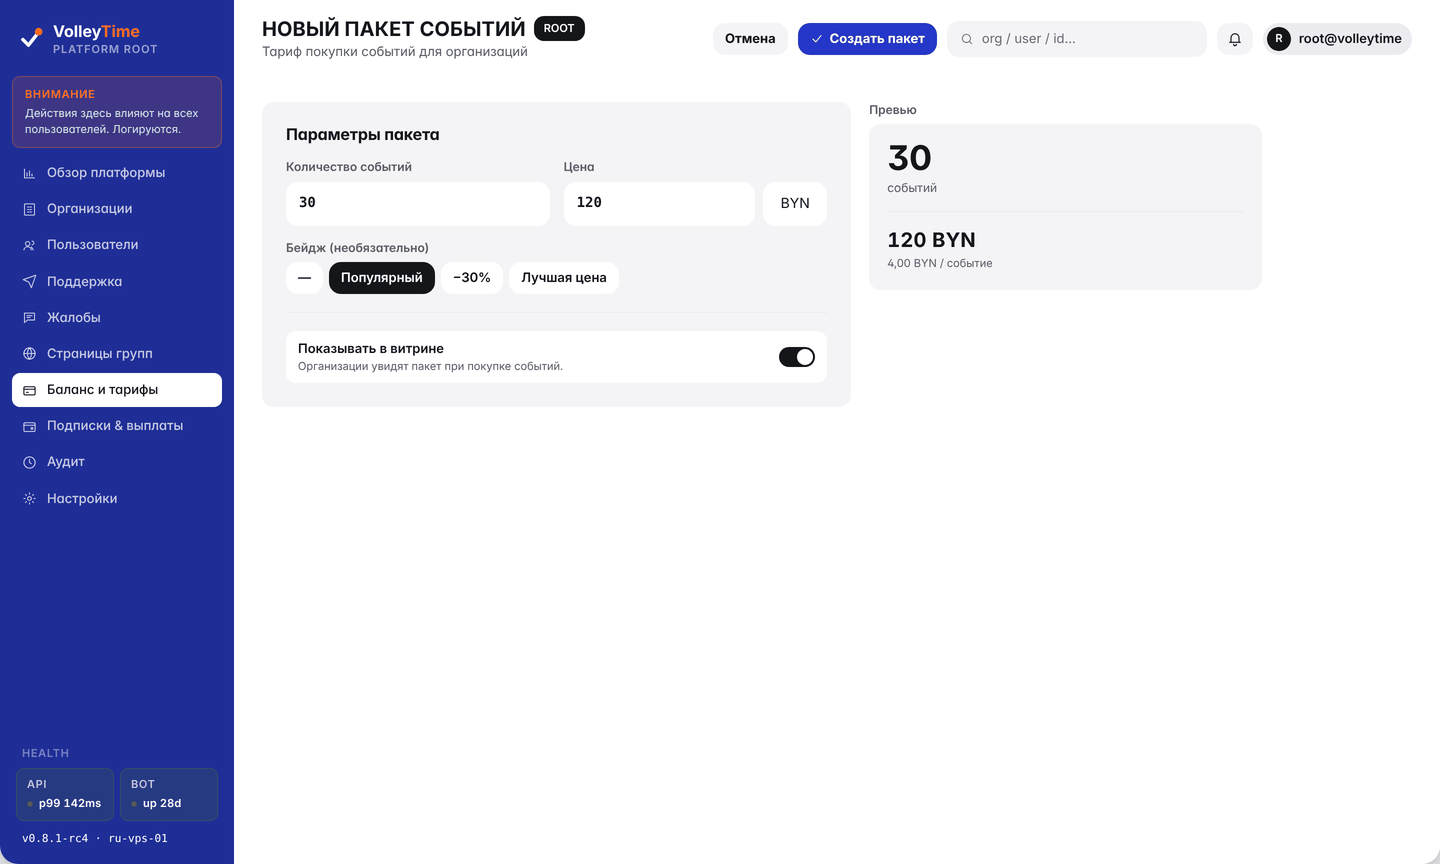 VolleyTime
PLATFORM ROOT
ВНИМАНИЕ
Действия здесь влияют на всех
пользователей. Логируются.
Обзор платформы
Организации
Пользователи
Поддержка
Жалобы
Страницы групп
Баланс и тарифы
Подписки & выплаты
Аудит
Настройки
HEALTH
API
p99 142ms
BOT
up 28d
v0.8.1-rc4 · ru-vps-01
НОВЫЙ ПАКЕТ СОБЫТИЙ ROOT
Тариф покупки событий для организаций
Отмена
Создать пакет
org / user / id...
R root@volleytime
Параметры пакета
Количество событий
30
Цена
120 BYN
Бейдж (необязательно)
— Популярный −30% Лучшая цена
Показывать в витрине
Организации увидят пакет при покупке событий.
Превью
30
событий
120 BYN
4,00 BYN / событие